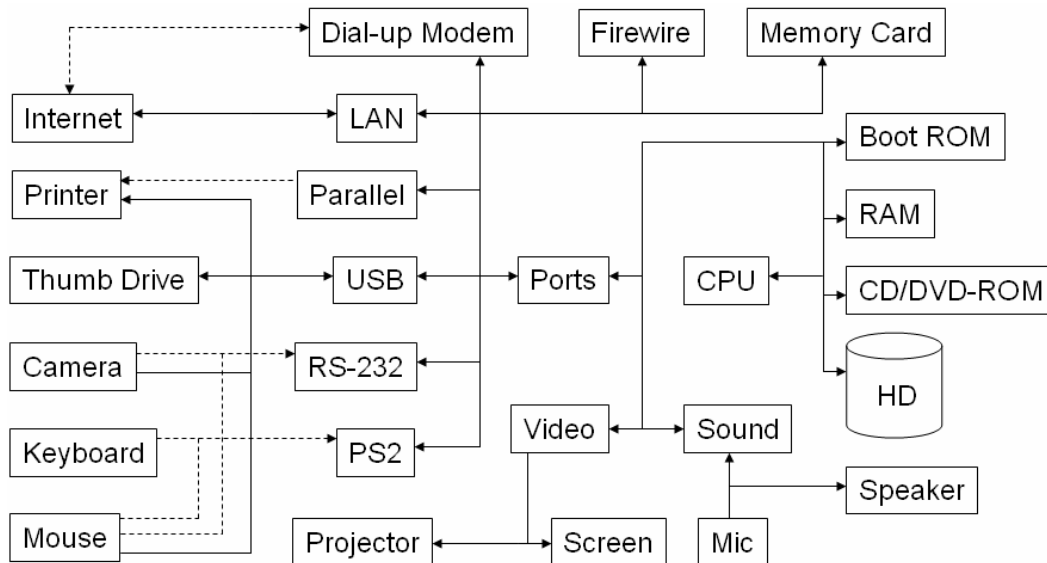 Dial-up Modem
Firewire
Memory Card
Internet
LAN
Boot ROM
Printer
Parallel
RAM
Thumb Drive
USB
Ports
CPU
CD/DVD-ROM
Camera
RS-232
HD
Keyboard
PS2
Video
Sound
Speaker
Mouse
Projector
Screen
Mic